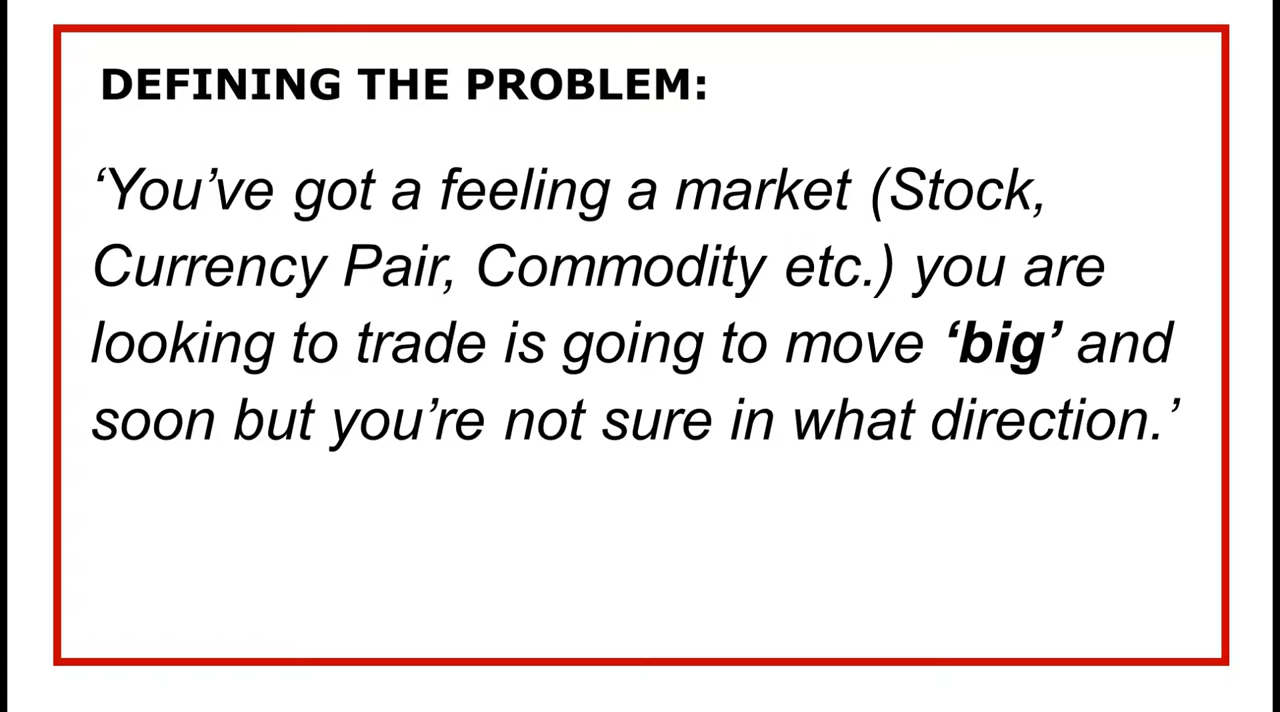 DEFINING THE PROBLEM:
‘You’ve got a feeling a market (Stock,
Currency Pair, Commodity etc.) you are
looking to trade is going to move ‘big’ and
soon but you’re not sure in what direction.’